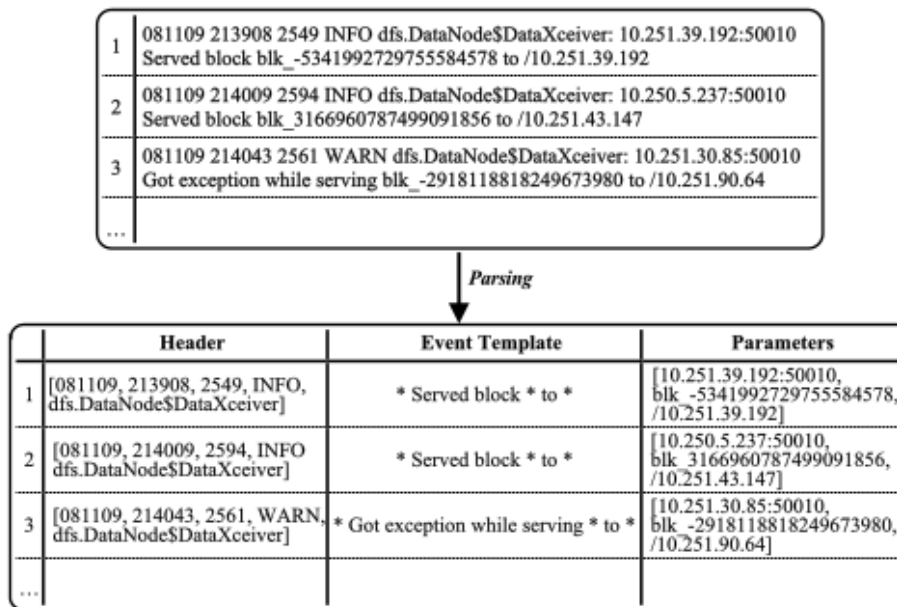 1
081109 213908 2549 INFO dfs.DataNode$DataXceiver: 10.251.39.192:50010
Served block blk_-5341992729755584578 to /10.251.39.192
2
081109 214009 2594 INFO dfs.DataNode$DataXceiver: 10.250.5.237:50010
Served block blk_3166960787499091856 to /10.251.43.147
3
081109 214043 2561 WARN dfs.DataNode$DataXceiver: 10.251.30.85:50010
Got exception while serving blk_-2918118818249673980 to /10.251.90.64
...
Parsing
Header
Event Template
Parameters
1
[081109, 213908, 2549, INFO,
dfs.DataNode$DataXceiver]
* Served block * to *
[10.251.39.192:50010,
blk_-5341992729755584578,
/10.251.39.192]
2
[081109, 214009, 2594, INFO
dfs.DataNode$DataXceiver]
* Served block * to *
[10.250.5.237:50010,
blk_3166960787499091856,
/10.251.43.147]
3
[081109, 214043, 2561, WARN,
dfs.DataNode$DataXceiver]
* Got exception while serving * to *
[10.251.30.85:50010,
blk_-2918118818249673980,
/10.251.90.64]
...